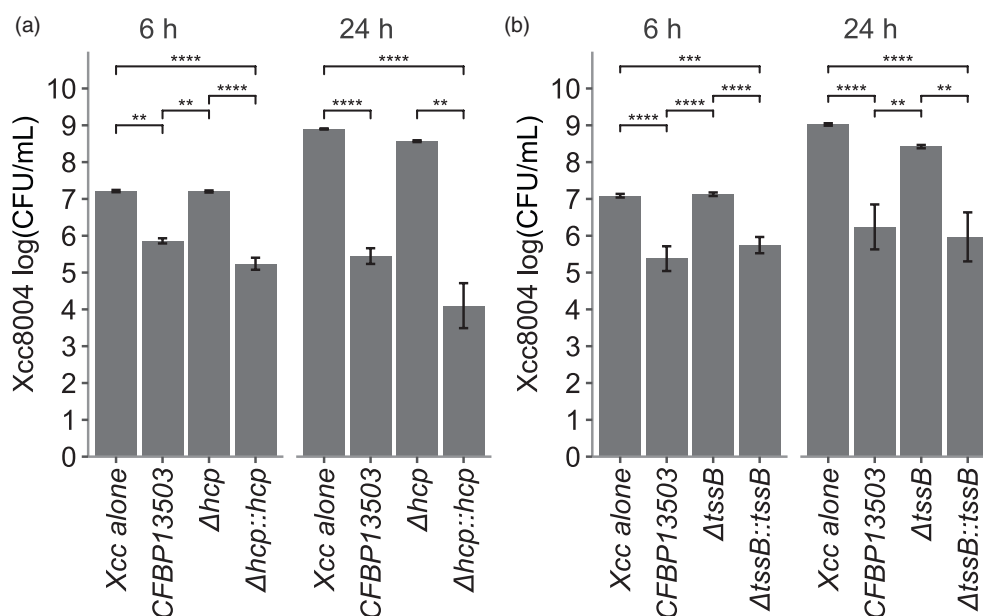 (a)
6 h
24 h
Xcc8004 log(CFU/mL)
10
9
8
7
6
5
4
3
2
1
0
****
**
**
****
****
****
**
Xcc alone
CFBP13503
Δhcp
Δhcp::hcp
Xcc alone
CFBP13503
Δhcp
Δhcp::hcp
(b)
6 h
24 h
Xcc8004 log(CFU/mL)
10
9
8
7
6
5
4
3
2
1
0
***
****
****
****
****
****
**
**
Xcc alone
CFBP13503
ΔtssB
ΔtssB::tssB
Xcc alone
CFBP13503
ΔtssB
ΔtssB::tssB